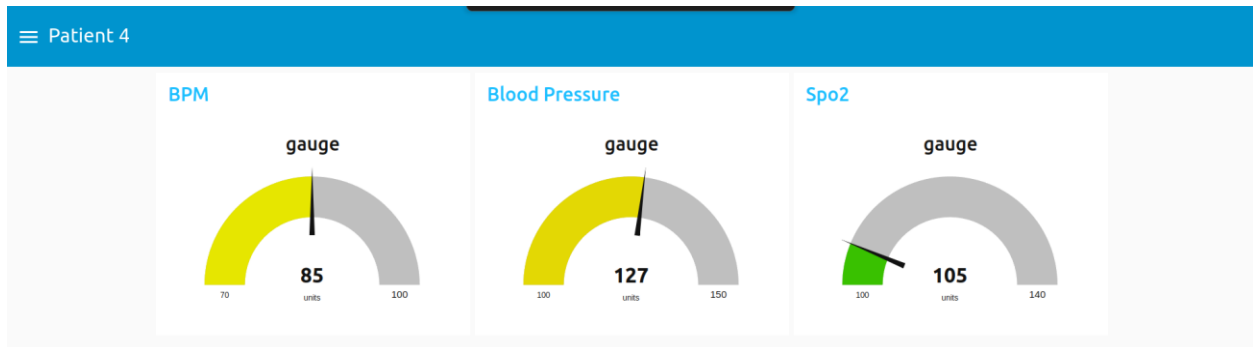 Patient 4
BPM
gauge
85
units
70
100
Blood Pressure
gauge
127
units
100
150
Spo2
gauge
105
units
100
140